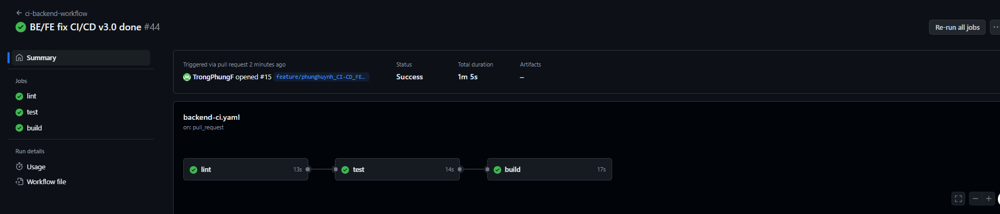 ci-backend-workflow
BE/FE fix CI/CD v3.0 done #44
Re-run all jobs
Summary
Jobs
lint
test
build
Run details
Usage
Workflow file
Triggered via pull request 2 minutes ago
TrongPhungF opened #15 feature/phunghuynh_CI-CD_FE…
Status
Success
Total duration
1m 5s
Artifacts
–
backend-ci.yaml
on: pull_request
lint 13s
test 14s
build 17s